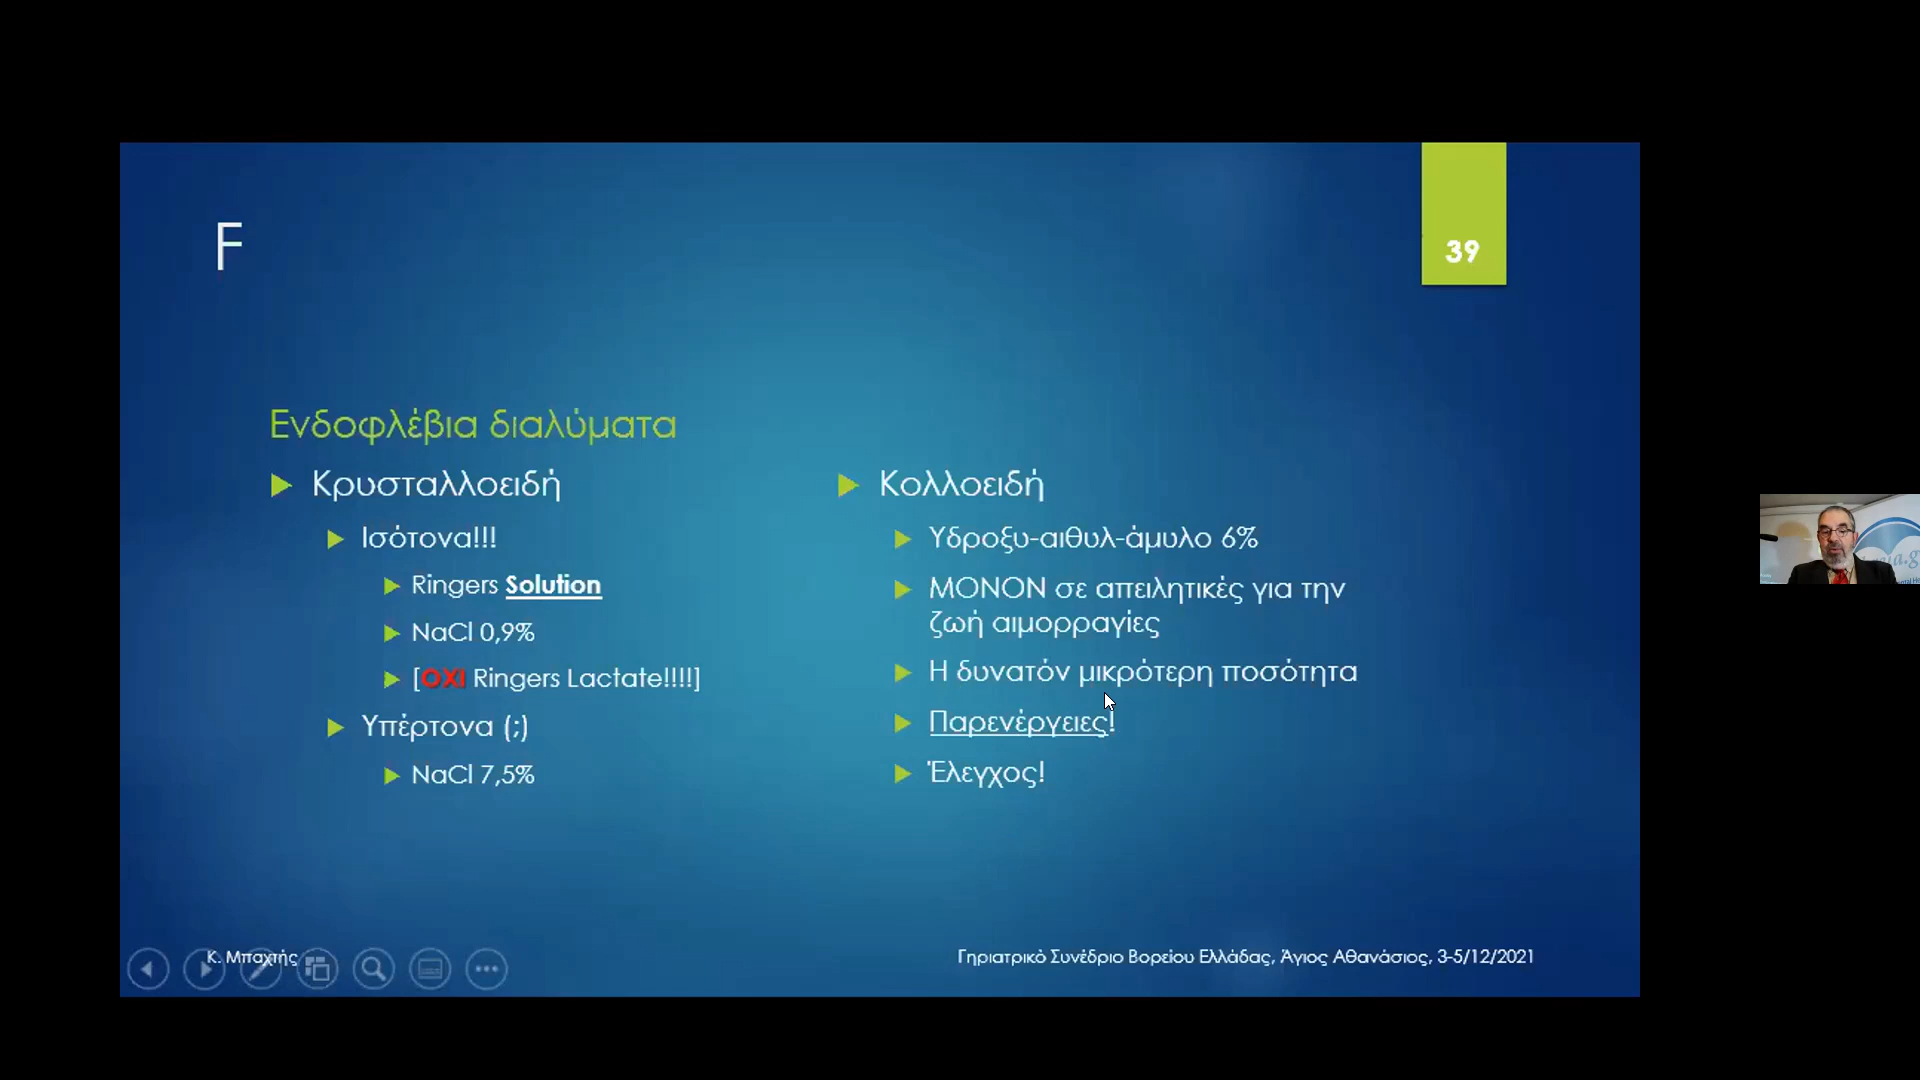 F
39
Ενδοφλέβια διαλύματα
Κρυσταλλοειδή
Ισότονα!!!
Ringers Solution
NaCl 0,9%
[ΟΧΙ Ringers Lactate!!!!]
Υπέρτονα (;)
NaCl 7,5%
Κολλοειδή
Υδροξυ-αιθυλ-άμυλο 6%
ΜΟΝΟΝ σε απειλητικές για την
ζωή αιμορραγίες
Η δυνατόν μικρότερη ποσότητα
Παρενέργειες!
Έλεγχος!
Κ. Μπαχτής
Γηριατρικό Συνέδριο Βορείου Ελλάδας, Άγιος Αθανάσιος, 3-5/12/2021